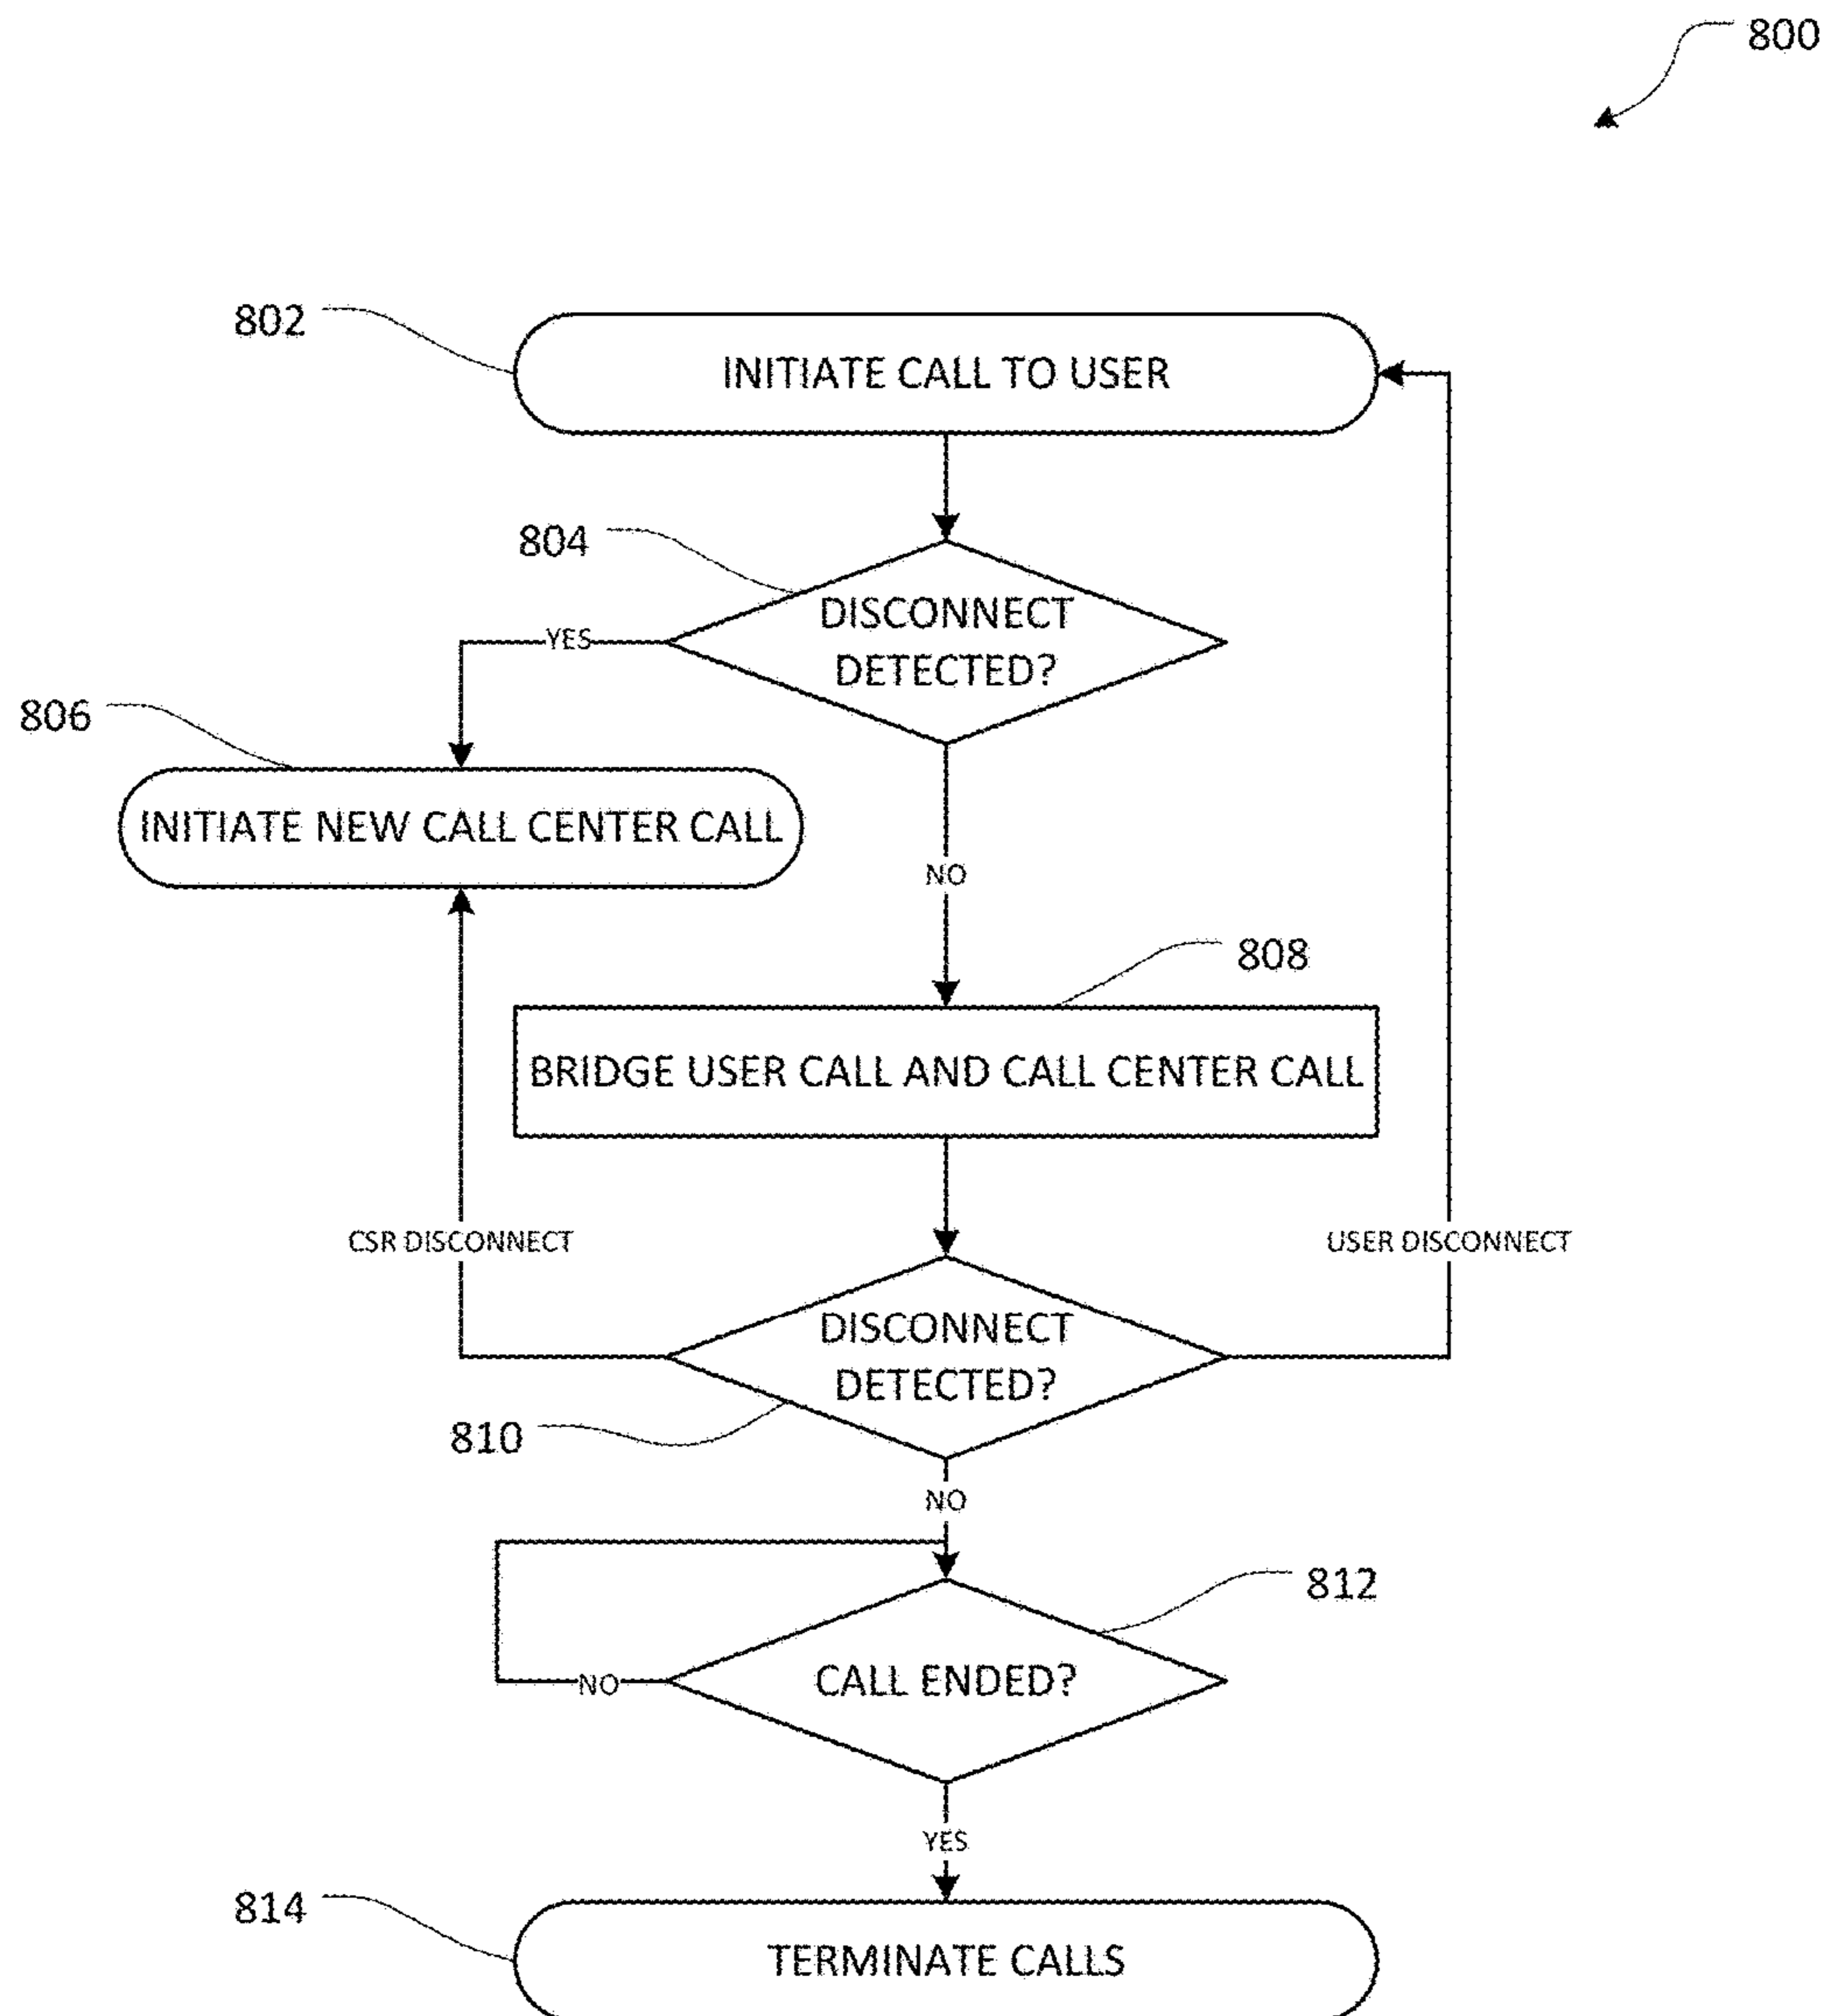 800
802
INITIATE CALL TO USER
804
DISCONNECT
DETECTED?
YES
806
INITIATE NEW CALL CENTER CALL
NO
808
BRIDGE USER CALL AND CALL CENTER CALL
CSR DISCONNECT
USER DISCONNECT
DISCONNECT
DETECTED?
810
NO
812
CALL ENDED?
NO
YES
814
TERMINATE CALLS